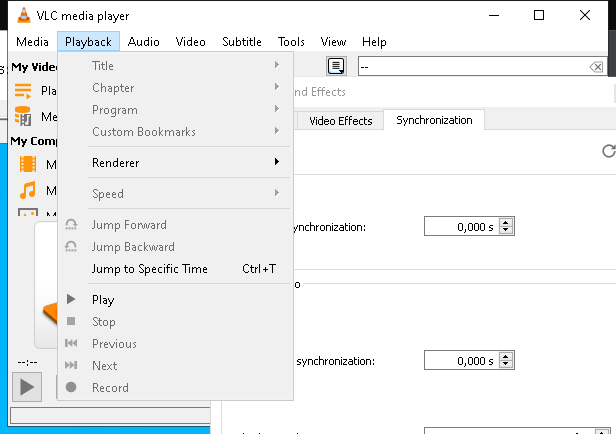 VLC media player
Media Playback Audio Video Subtitle Tools View Help
My Vide
Title
--
Pla
Chapter
nd Effects
Me
Program
Video Effects Synchronization
Custom Bookmarks
My Comp
Renderer
M
M
Speed
Jump Forward
ynchronization: 0,000 s
Jump Backward
Jump to Specific Time Ctrl+T
Play
o
Stop
Previous
--:--
Next
synchronization: 0,000 s
Record